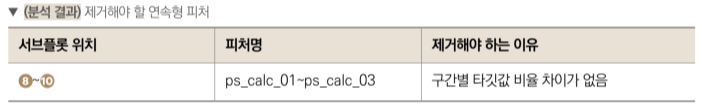 ▼ (분석 결과) 제거해야 할 연속형 피처
서브플롯 위치 피처명 제거해야 하는 이유
⑧~⑩ ps_calc_01~ps_calc_03 구간별 타깃값 비율 차이가 없음